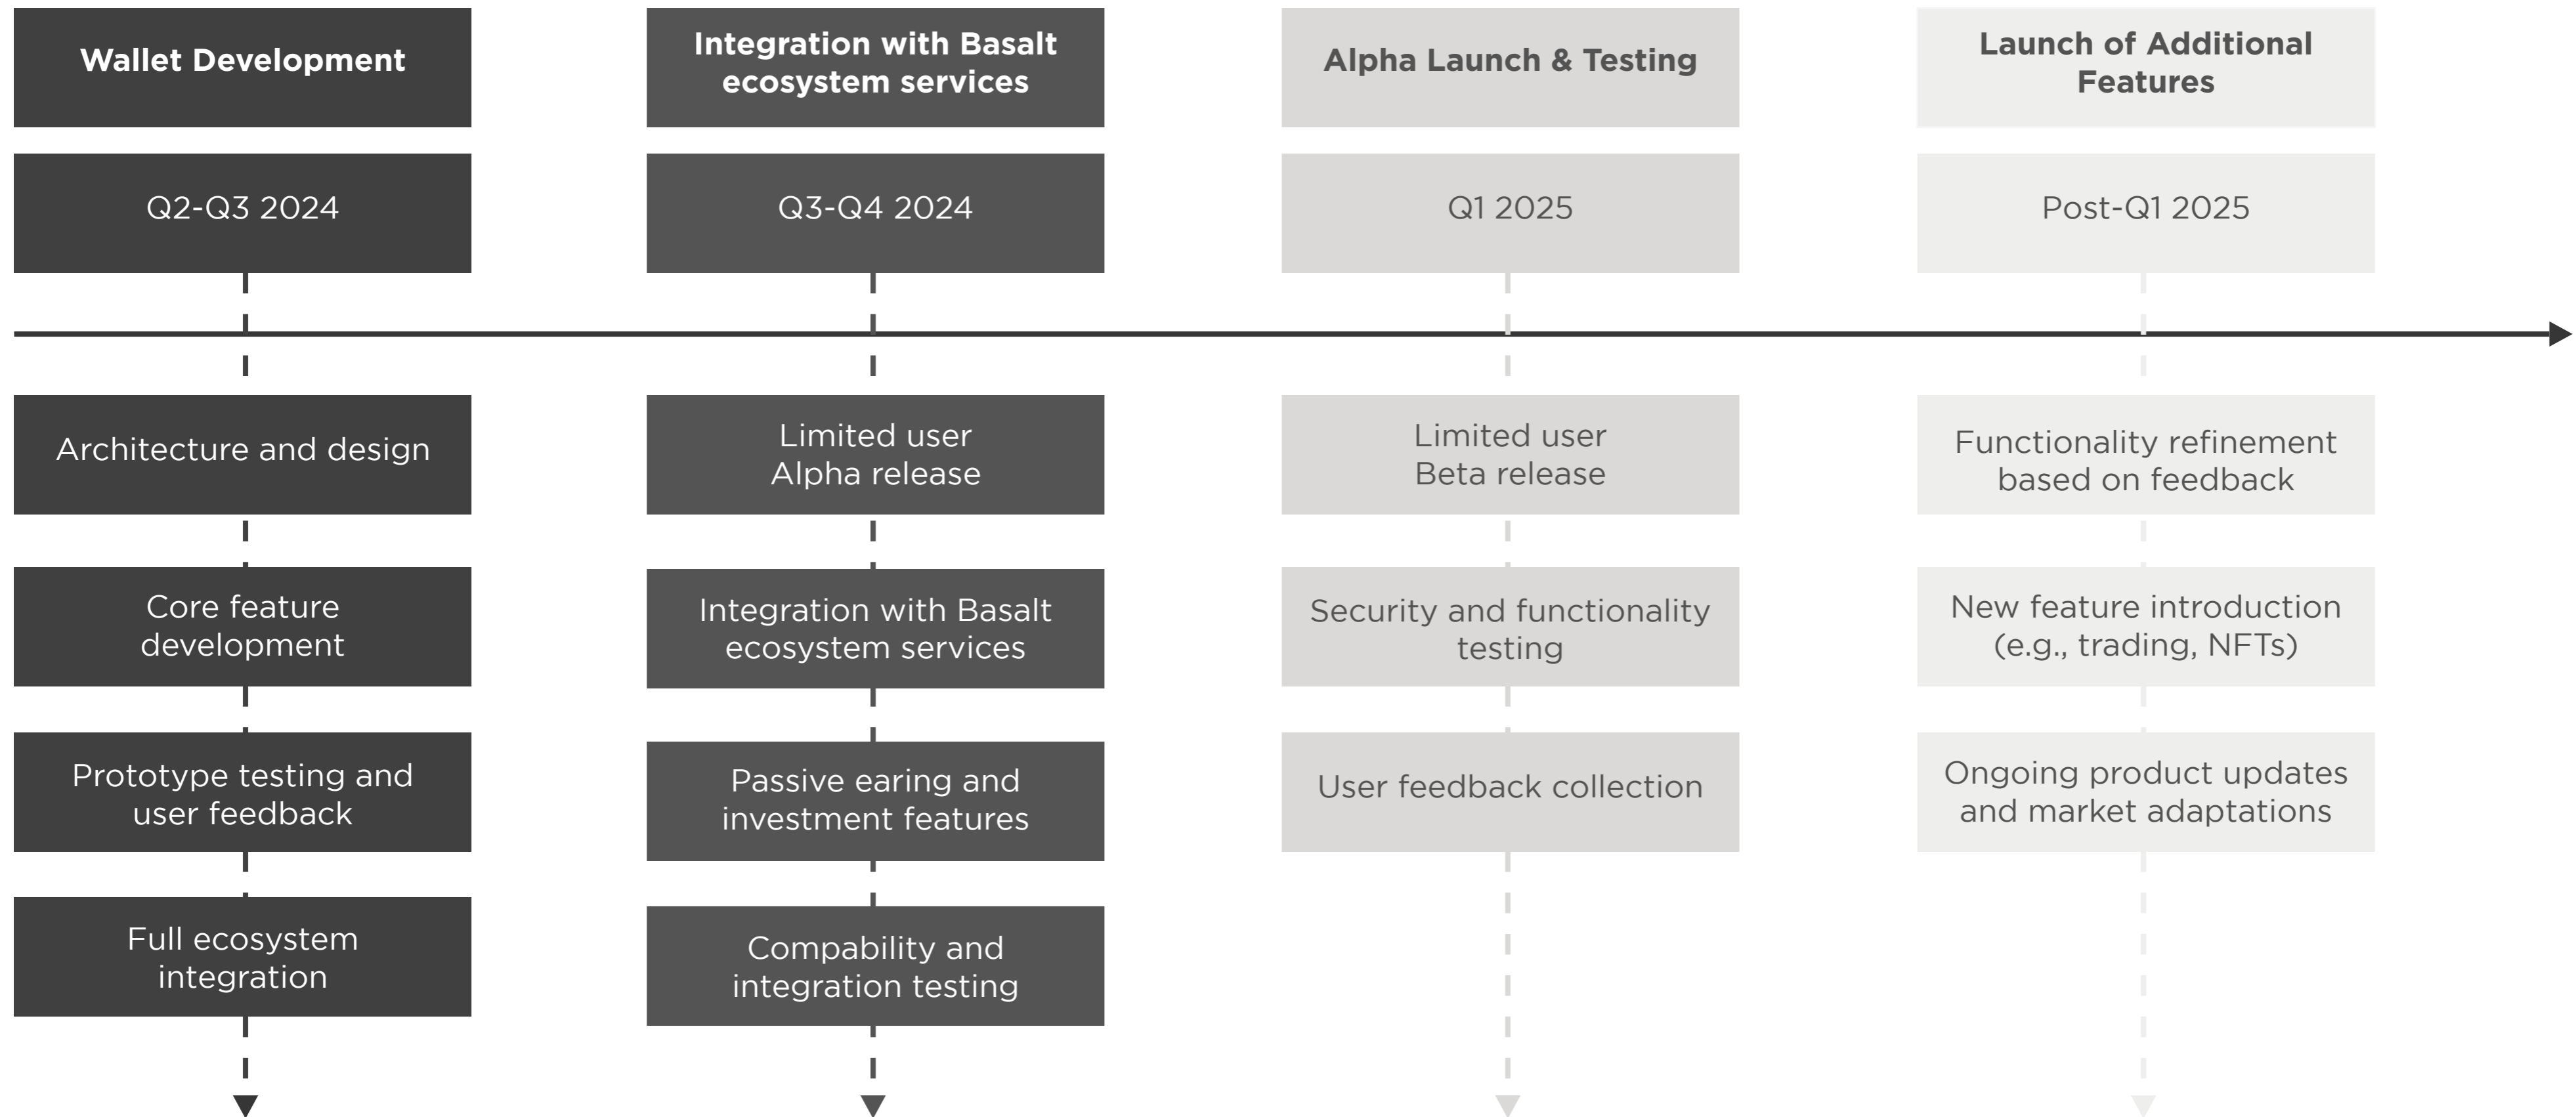 Wallet Development
Q2-Q3 2024
Architecture and design
Core feature
development
Prototype testing and
user feedback
Full ecosystem
integration
Integration with Basalt
ecosystem services
Q3-Q4 2024
Limited user
Alpha release
Integration with Basalt
ecosystem services
Passive earing and
investment features
Compability and
integration testing
Alpha Launch & Testing
Q1 2025
Limited user
Beta release
Security and functionality
testing
User feedback collection
Launch of Additional
Features
Post-Q1 2025
Functionality refinement
based on feedback
New feature introduction
(e.g., trading, NFTs)
Ongoing product updates
and market adaptations